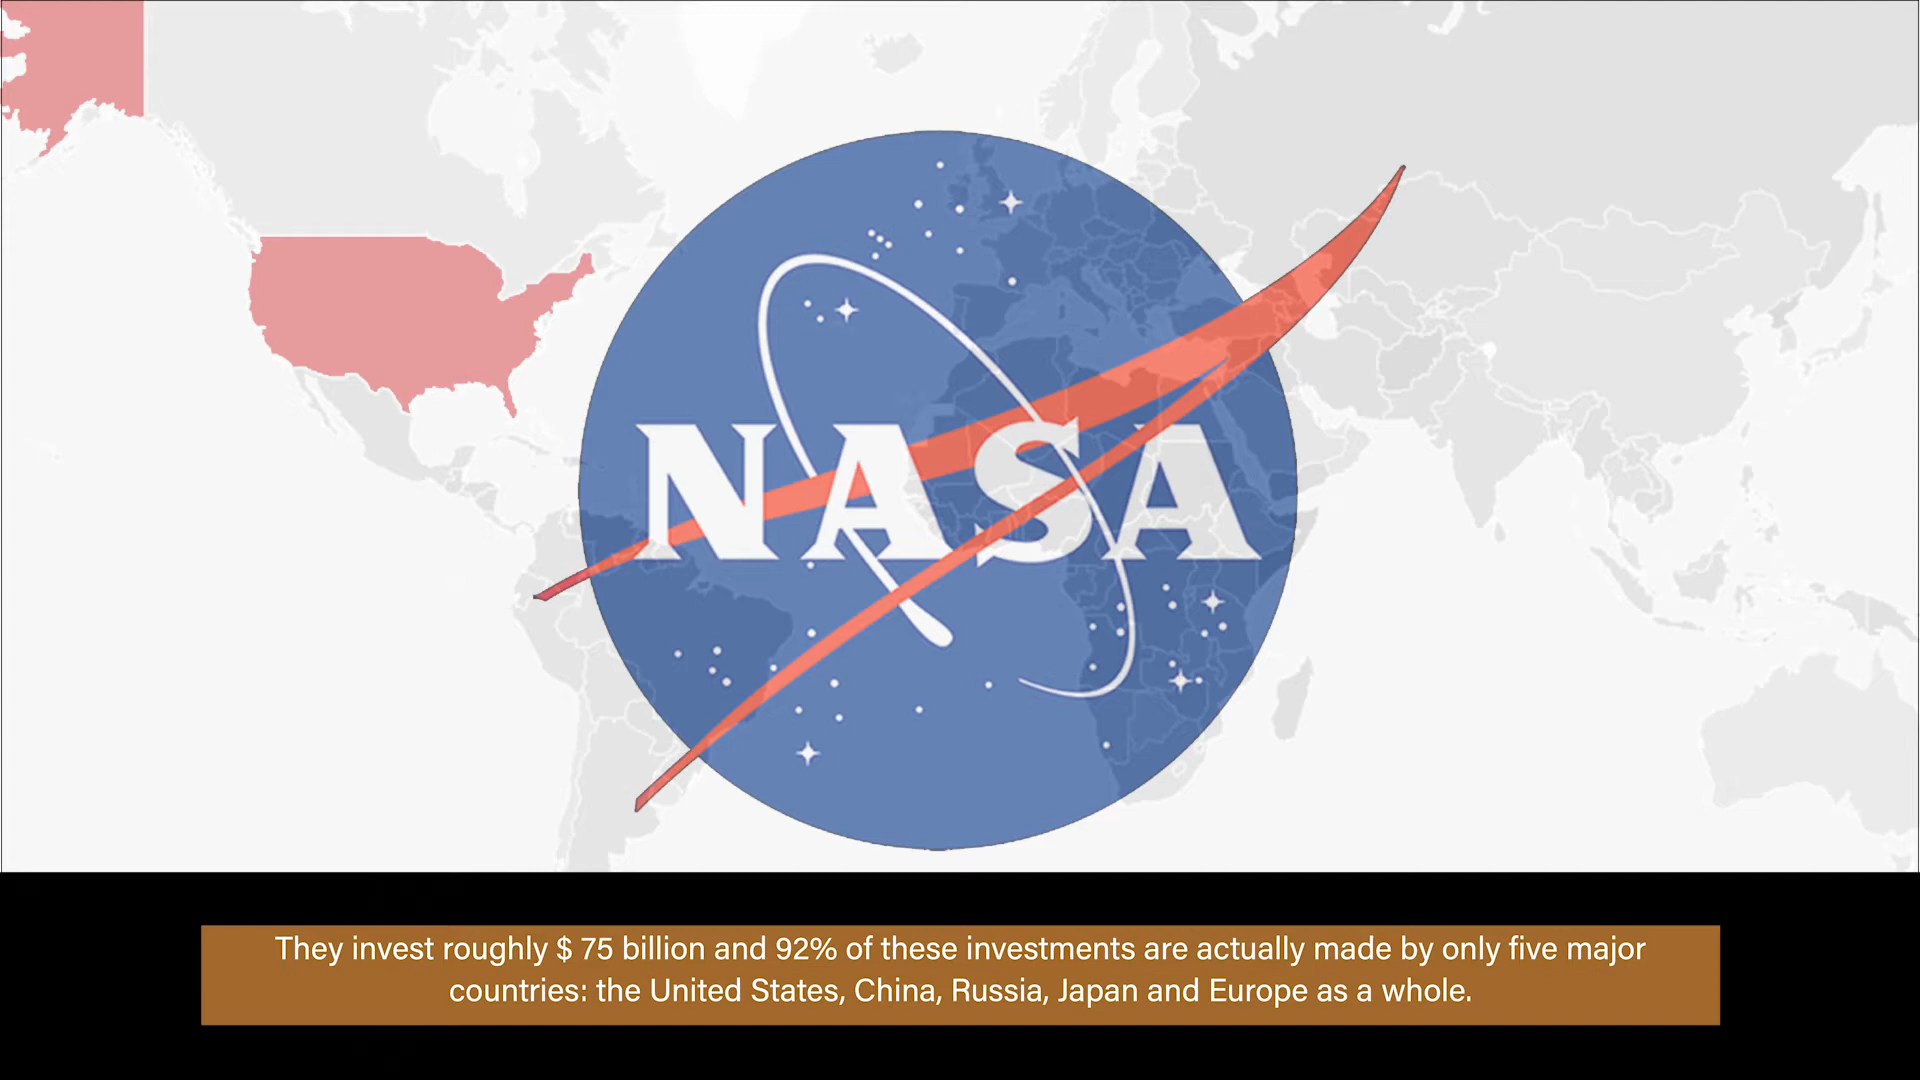 NASA
They invest roughly $ 75 billion and 92% of these investments are actually made by only five major
countries: the United States, China, Russia, Japan and Europe as a whole.